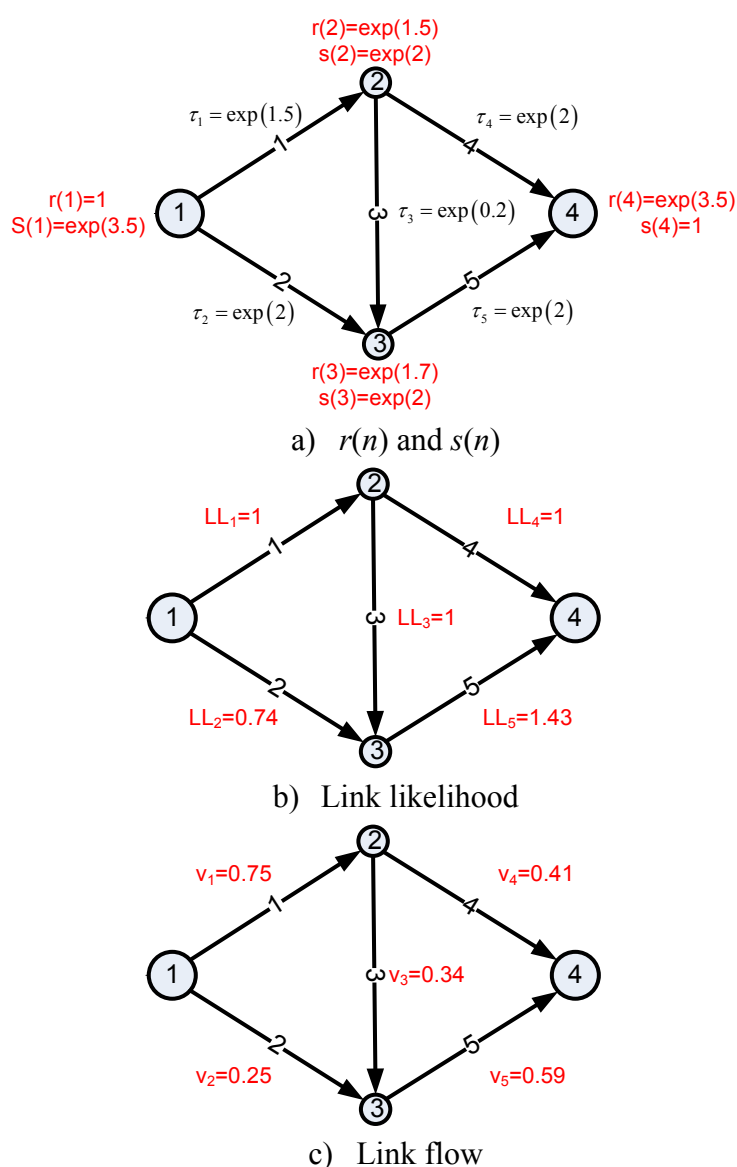 r(2)=exp(1.5)
s(2)=exp(2)
2
τ₁ = exp(1.5)
τ₄ = exp(2)
1
4
r(1)=1
S(1)=exp(3.5)
1
3
τ₃ = exp(0.2)
4
r(4)=exp(3.5)
s(4)=1
2
5
τ₂ = exp(2)
τ₅ = exp(2)
3
r(3)=exp(1.7)
s(3)=exp(2)
a) r(n) and s(n)
2
LL₁=1
LL₄=1
1
4
1
3
LL₃=1
4
2
5
LL₂=0.74
LL₅=1.43
3
b) Link likelihood
2
v₁=0.75
v₄=0.41
1
4
1
3
v₃=0.34
4
2
5
v₂=0.25
v₅=0.59
3
c) Link flow